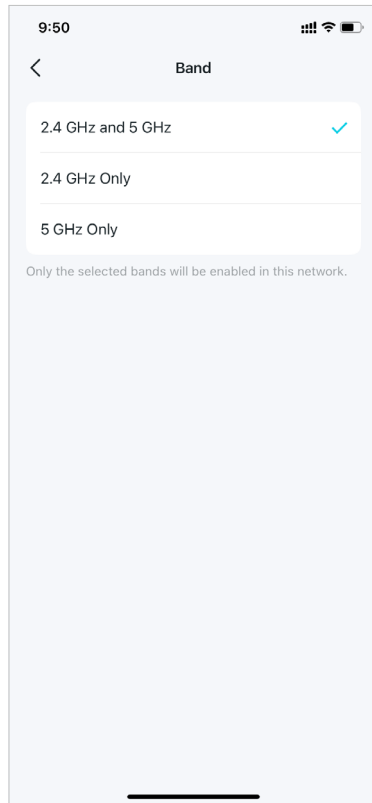 9:50
Band
2.4 GHz and 5 GHz
2.4 GHz Only
5 GHz Only
Only the selected bands will be enabled in this network.